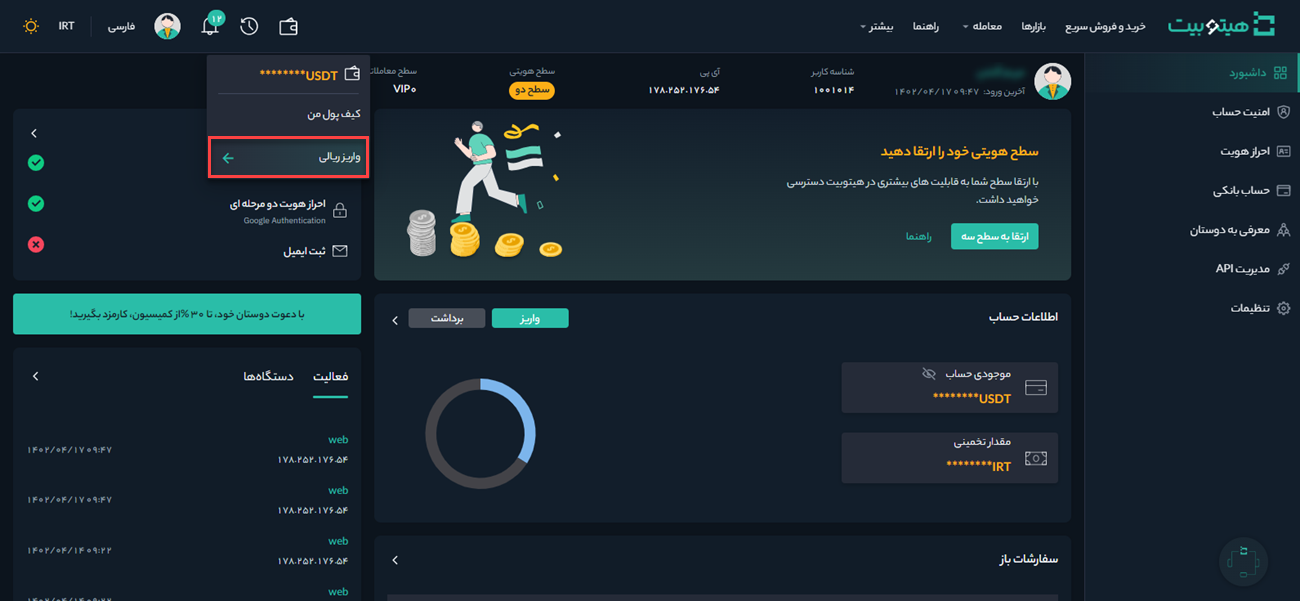 هیتوبیت
خرید و فروش سریع
بازارها
معامله
راهنما
بیشتر
۱۲
فارسی
IRT
داشبورد
امنیت حساب
احراز هویت
حساب بانکی
معرفی به دوستان
مدیریت API
تنظیمات
آخرین ورود: ۱۴۰۲/۰۴/۱۷ ۰۹:۴۷
شناسه کاربر
۱۰۰۱۰۱۴
آی پی
۱۷۸.۲۵۲.۱۷۶.۵۴
سطح هویتی
سطح دو
سطح معاملات
VIP۰
********USDT
کیف پول من
واریز ریالی
سطح هویتی خود را ارتقا دهید
با ارتقا سطح شما به قابلیت های بیشتری در هیتوبیت دسترسی
خواهید داشت.
ارتقا به سطح سه
راهنما
احراز هویت دو مرحله ای
Google Authentication
ثبت ایمیل
با دعوت دوستان خود، تا ۳۰ %از کمیسیون، کارمزد بگیرید!
اطلاعات حساب
واریز
برداشت
موجودی حساب
********USDT
مقدار تخمینی
********IRT
سفارشات باز
فعالیت
دستگاه‌ها
web
۱۴۰۲/۰۴/۱۷ ۰۹:۴۷
۱۷۸.۲۵۲.۱۷۶.۵۴
web
۱۴۰۲/۰۴/۱۷ ۰۹:۴۷
۱۷۸.۲۵۲.۱۷۶.۵۴
web
۱۴۰۲/۰۴/۱۴ ۰۹:۲۲
۱۷۸.۲۵۲.۱۷۶.۵۴
web